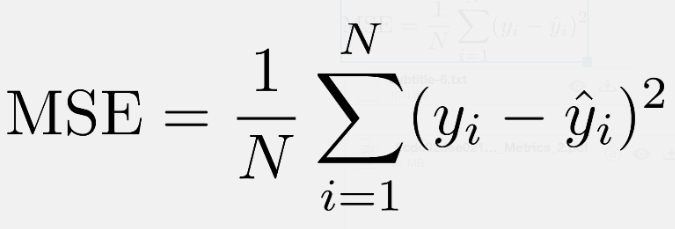 MSE = \frac{1}{N} \sum_{i=1}^{N} (y_i - \hat{y}_i)^2